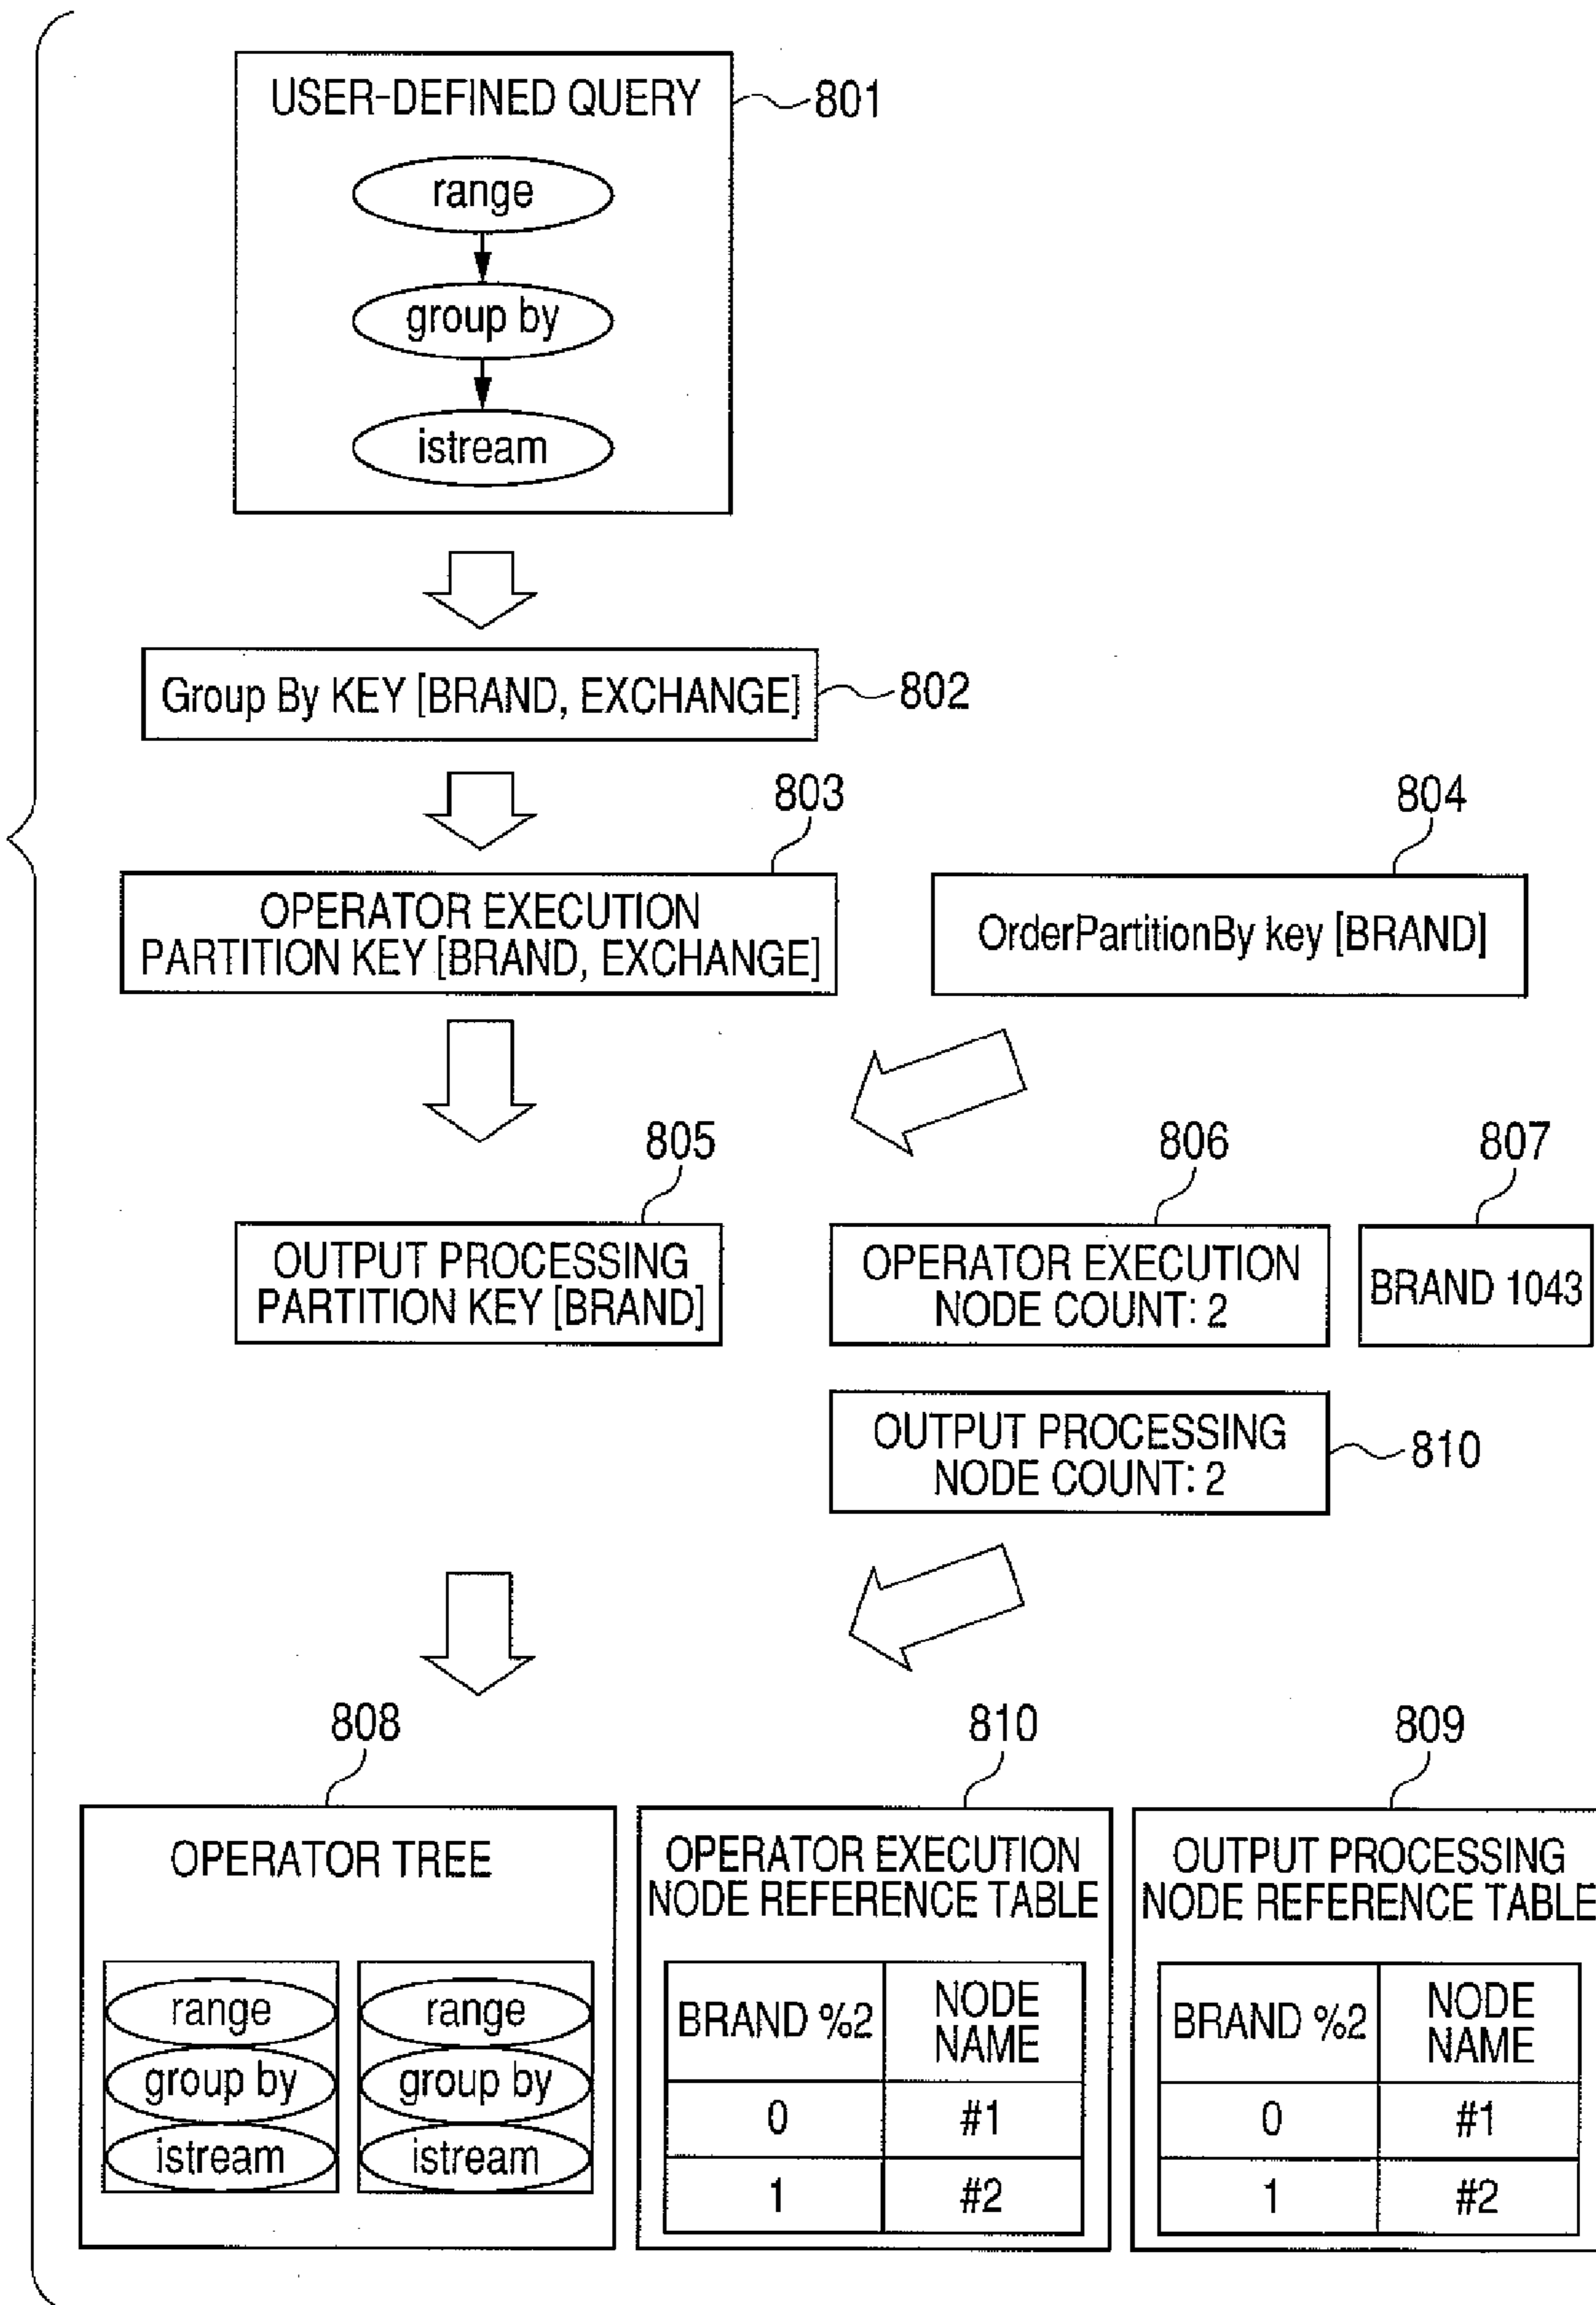 USER-DEFINED QUERY
801
range
group by
istream
Group By KEY [BRAND, EXCHANGE]
802
803
804
OPERATOR EXECUTION
PARTITION KEY [BRAND, EXCHANGE]
OrderPartitionBy key [BRAND]
805
806
807
OUTPUT PROCESSING
PARTITION KEY [BRAND]
OPERATOR EXECUTION
NODE COUNT: 2
BRAND 1043
OUTPUT PROCESSING
NODE COUNT: 2
810
808
810
809
OPERATOR TREE
range
group by
istream
range
group by
istream
OPERATOR EXECUTION
NODE REFERENCE TABLE
BRAND %2
NODE
NAME
0
#1
1
#2
OUTPUT PROCESSING
NODE REFERENCE TABLE
BRAND %2
NODE
NAME
0
#1
1
#2